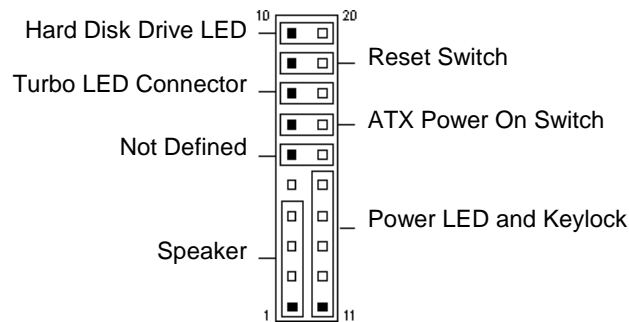 10 20
Hard Disk Drive LED
Reset Switch
Turbo LED Connector
ATX Power On Switch
Not Defined
Power LED and Keylock
Speaker
1 11